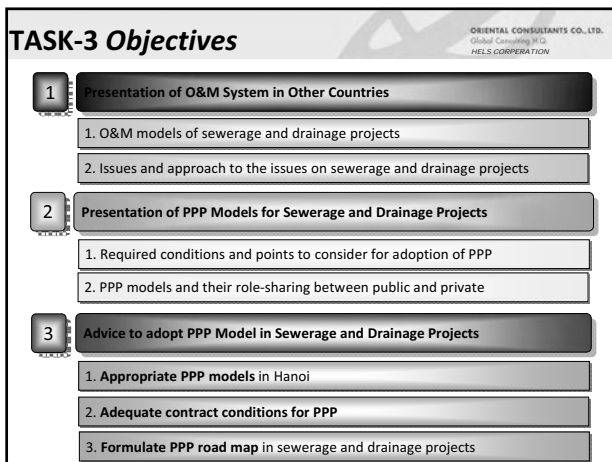 TASK-3 Objectives
ORIENTAL CONSULTANTS CO., LTD.
Global Consulting H.Q.
HELS CORPERATION
1 Presentation of O&M System in Other Countries
1. O&M models of sewerage and drainage projects
2. Issues and approach to the issues on sewerage and drainage projects
2 Presentation of PPP Models for Sewerage and Drainage Projects
1. Required conditions and points to consider for adoption of PPP
2. PPP models and their role-sharing between public and private
3 Advice to adopt PPP Model in Sewerage and Drainage Projects
1. Appropriate PPP models in Hanoi
2. Adequate contract conditions for PPP
3. Formulate PPP road map in sewerage and drainage projects